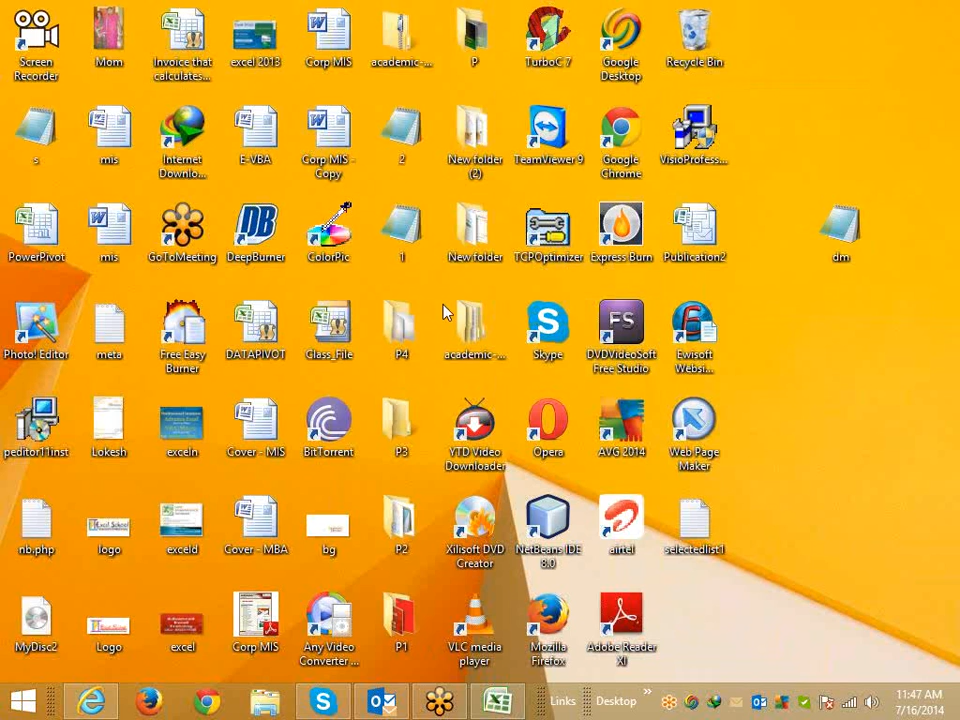 Screen
Recorder
Mom
Invoice that
calculates...
excel 2013
Corp MIS
academic-...
P
TurboC 7
Google
Desktop
Recycle Bin
s
mis
Internet
Downlo...
E-VBA
Corp MIS -
Copy
2
New folder
(2)
TeamViewer 9
Google
Chrome
VisioProfess...
PowerPivot
mis
GoToMeeting
DB
DeepBurner
ColorPic
1
New folder
TCPOptimizer
Express Burn
Publication2
dm
Photo! Editor
meta
Free Easy
Burner
DATAPIVOT
Class_File
P4
academic-...
Skype
FS
DVDVideoSoft
Free Studio
Ewisoft
Websi...
peditor11inst
Lokesh
exceln
Cover - MIS
BitTorrent
P3
YTD Video
Downloader
Opera
AVG 2014
Web Page
Maker
nb.php
logo
exceld
Cover - MBA
bg
P2
Xilisoft DVD
Creator
NetBeans IDE
8.0
airtel
selectedlist1
MyDisc2
Logo
excel
Corp MIS
Any Video
Converter ...
P1
VLC media
player
Mozilla
Firefox
Adobe Reader
XI
Links
Desktop
11:47 AM
7/16/2014